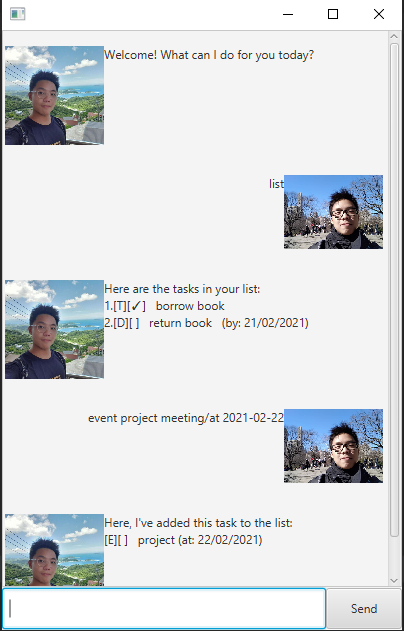 Welcome! What can I do for you today?
list
Here are the tasks in your list:
1.[T][✓]   borrow book
2.[D][ ]   return book   (by: 21/02/2021)
event project meeting/at 2021-02-22
Here, I've added this task to the list:
[E][ ]   project (at: 22/02/2021)
Send